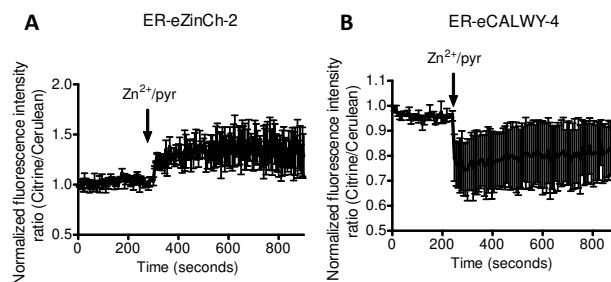 A
ER-eZinCh-2
Normalized fluorescence intensity
ratio (Citrine/Cerulean)
2.0
1.5
1.0
0.5
Zn²⁺/pyr
0
200
400
600
800
Time (seconds)
B
ER-eCALWY-4
Normalized fluorescence intensity
ratio (Citrine/Cerulean)
1.1
1.0
0.9
0.8
0.7
0.6
0.5
Zn²⁺/pyr
0
200
400
600
800
Time (seconds)